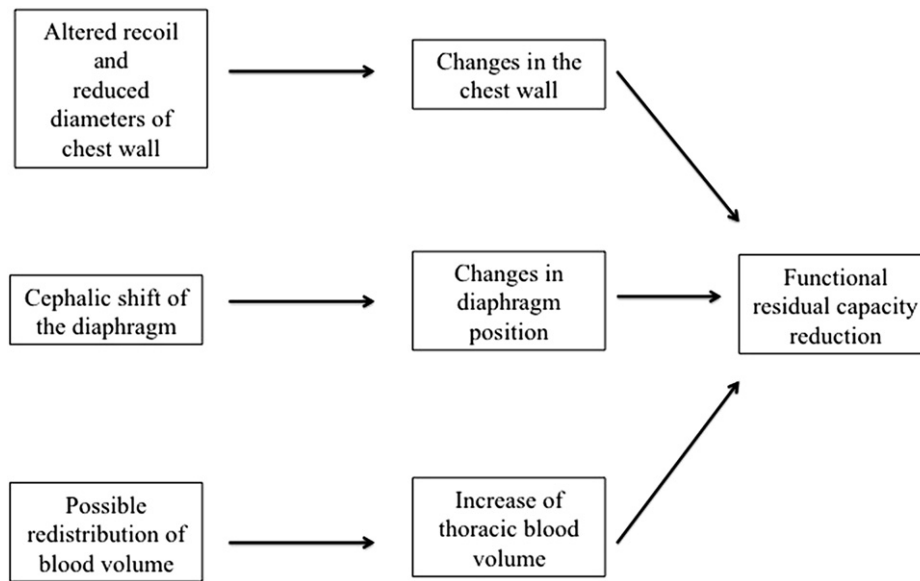 Altered recoil
and
reduced
diameters of
chest wall
Changes in the
chest wall
Cephalic shift of
the diaphragm
Changes in
diaphragm
position
Functional
residual capacity
reduction
Possible
redistribution of
blood volume
Increase of
thoracic blood
volume